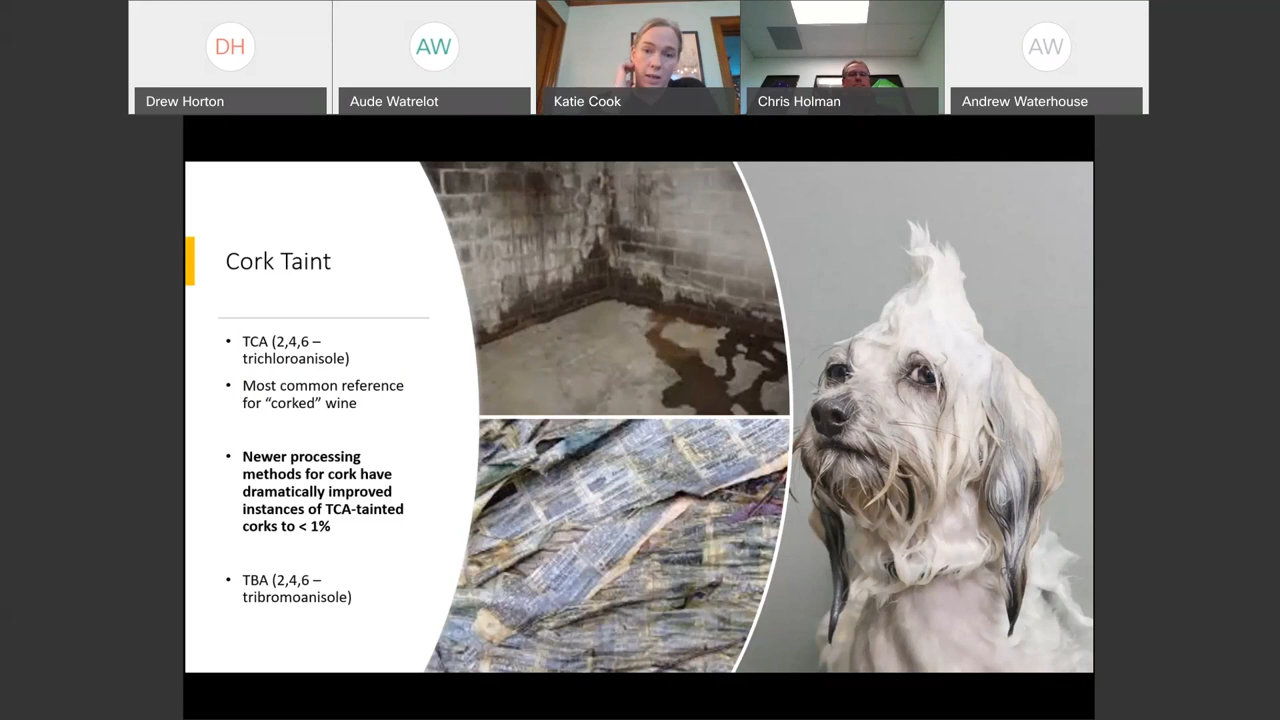 DH
AW
AW
Drew Horton
Aude Watrelot
Katie Cook
Chris Holman
Andrew Waterhouse
Cork Taint
• TCA (2,4,6 –
trichloroanisole)
• Most common reference
for “corked” wine
• Newer processing
methods for cork have
dramatically improved
instances of TCA-tainted
corks to < 1%
• TBA (2,4,6 –
tribromoanisole)